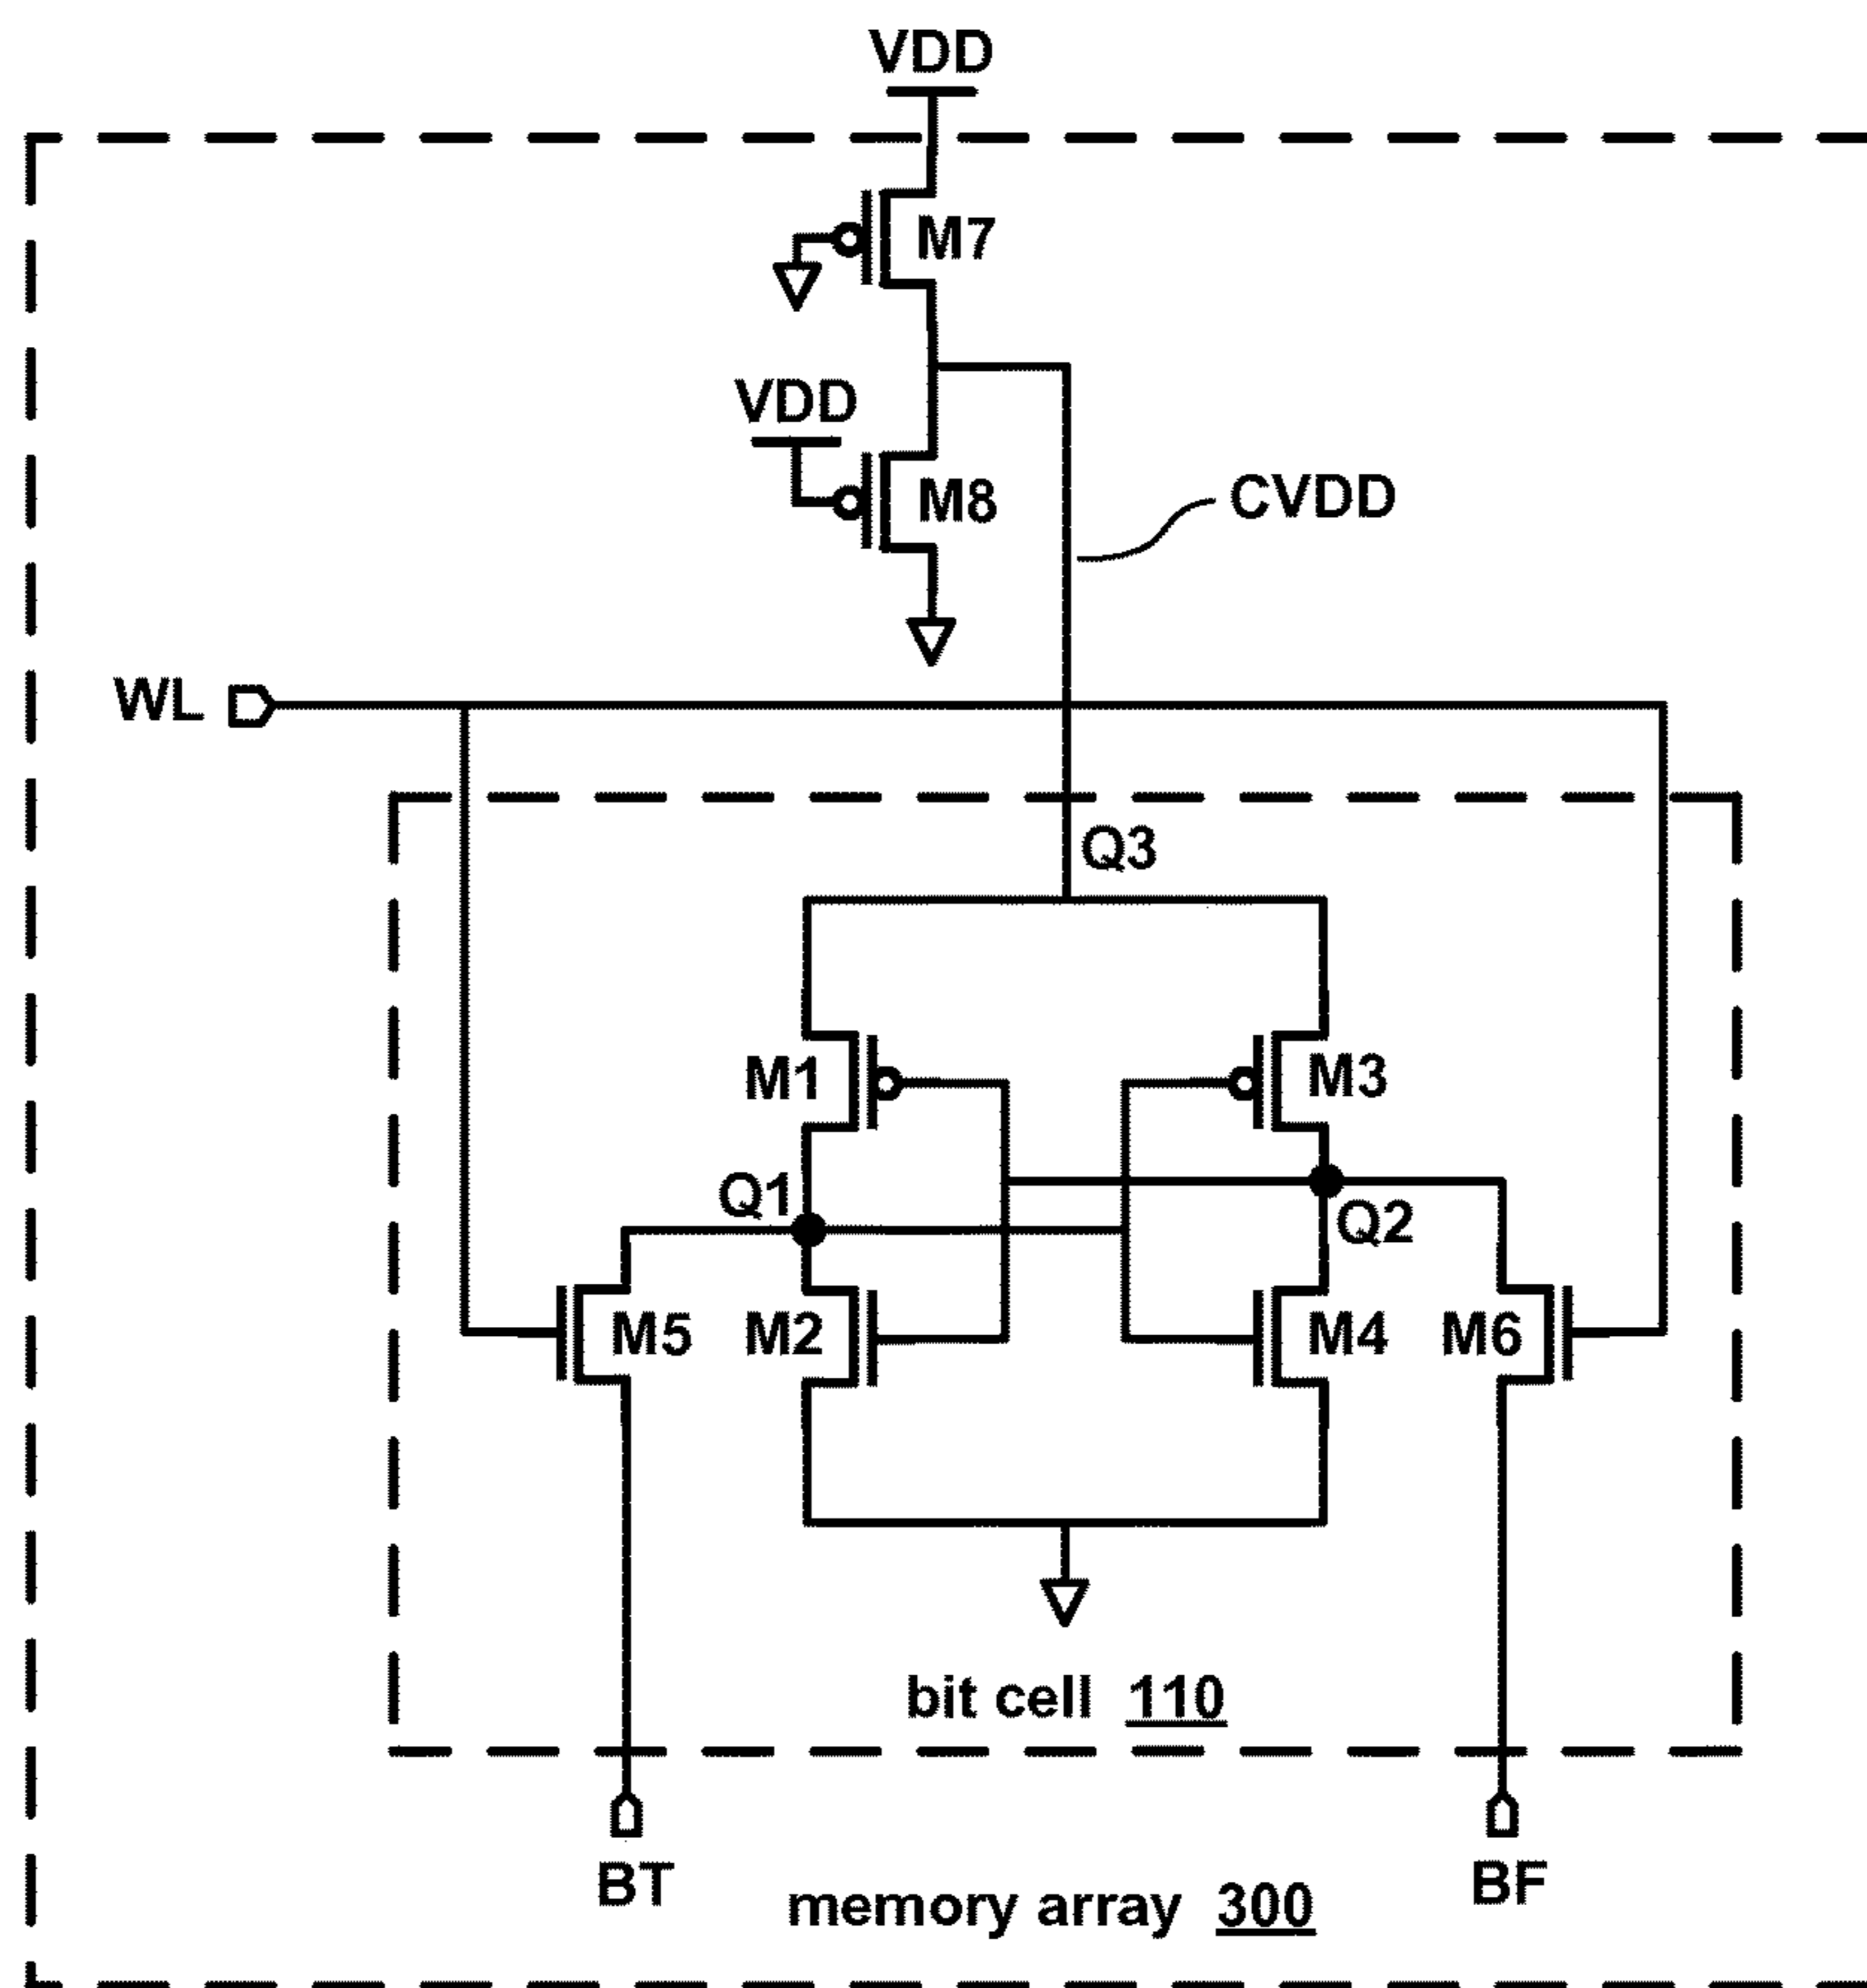 VDD
M7
VDD
M8
CVDD
WL
Q3
M1
M3
Q1
Q2
M5
M2
M4
M6
bit cell 110
BT
BF
memory array 300